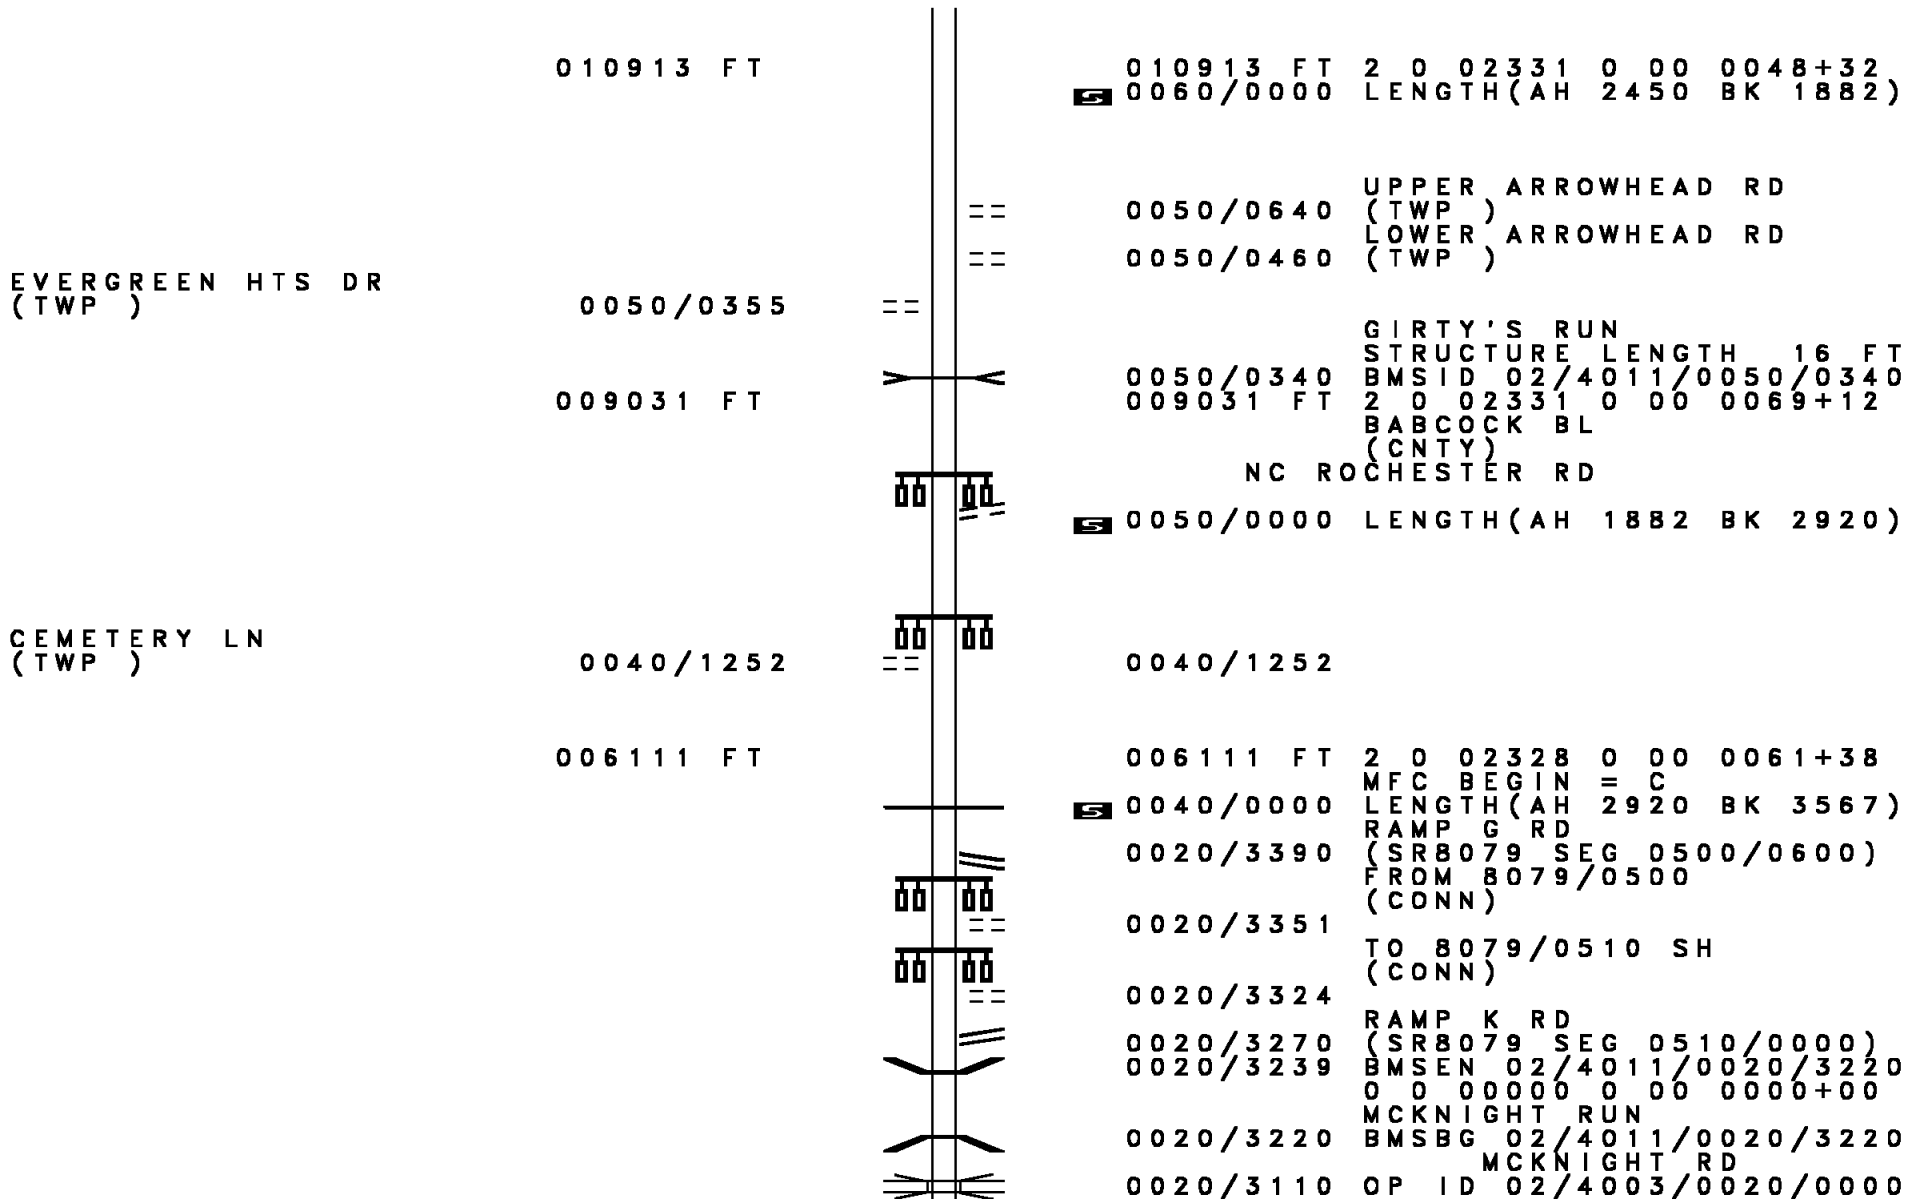 010913 FT 010913 FT 2 0 02331 0 00 0048+32
S 0060/0000 LENGTH(AH 2450 BK 1882)
UPPER ARROWHEAD RD
0050/0640 (TWP )
LOWER ARROWHEAD RD
0050/0460 (TWP )
EVERGREEN HTS DR
(TWP ) 0050/0355
GIRTY'S RUN
STRUCTURE LENGTH 16 FT
0050/0340 BMSID 02/4011/0050/0340
009031 FT 009031 FT 2 0 02331 0 00 0069+12
BABCOCK BL
(CNTY)
NC ROCHESTER RD
S 0050/0000 LENGTH(AH 1882 BK 2920)
CEMETERY LN
(TWP ) 0040/1252 0040/1252
006111 FT 006111 FT 2 0 02328 0 00 0061+38
MFC BEGIN = C
S 0040/0000 LENGTH(AH 2920 BK 3567)
RAMP G RD
0020/3390 (SR8079 SEG 0500/0600)
FROM 8079/0500
(CONN)
0020/3351
TO 8079/0510 SH
(CONN)
0020/3324
RAMP K RD
0020/3270 (SR8079 SEG 0510/0000)
0020/3239 BMSEN 02/4011/0020/3220
0 0 00000 0 00 0000+00
MCKNIGHT RUN
0020/3220 BMSBG 02/4011/0020/3220
MCKNIGHT RD
0020/3110 OP ID 02/4003/0020/0000